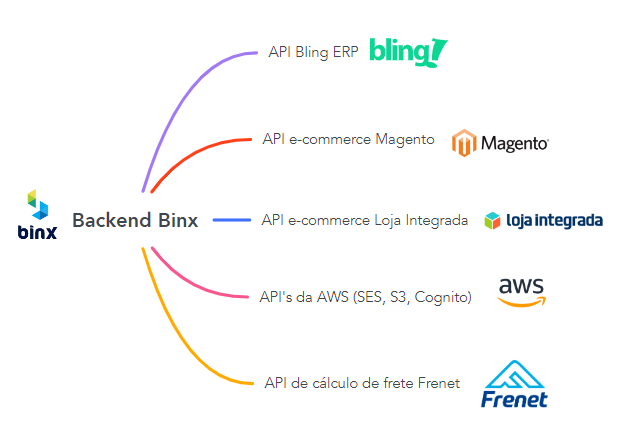 API Bling ERP bling!
API e-commerce Magento Magento
binx Backend Binx API e-commerce Loja Integrada loja integrada
API's da AWS (SES, S3, Cognito) aws
API de cálculo de frete Frenet Frenet